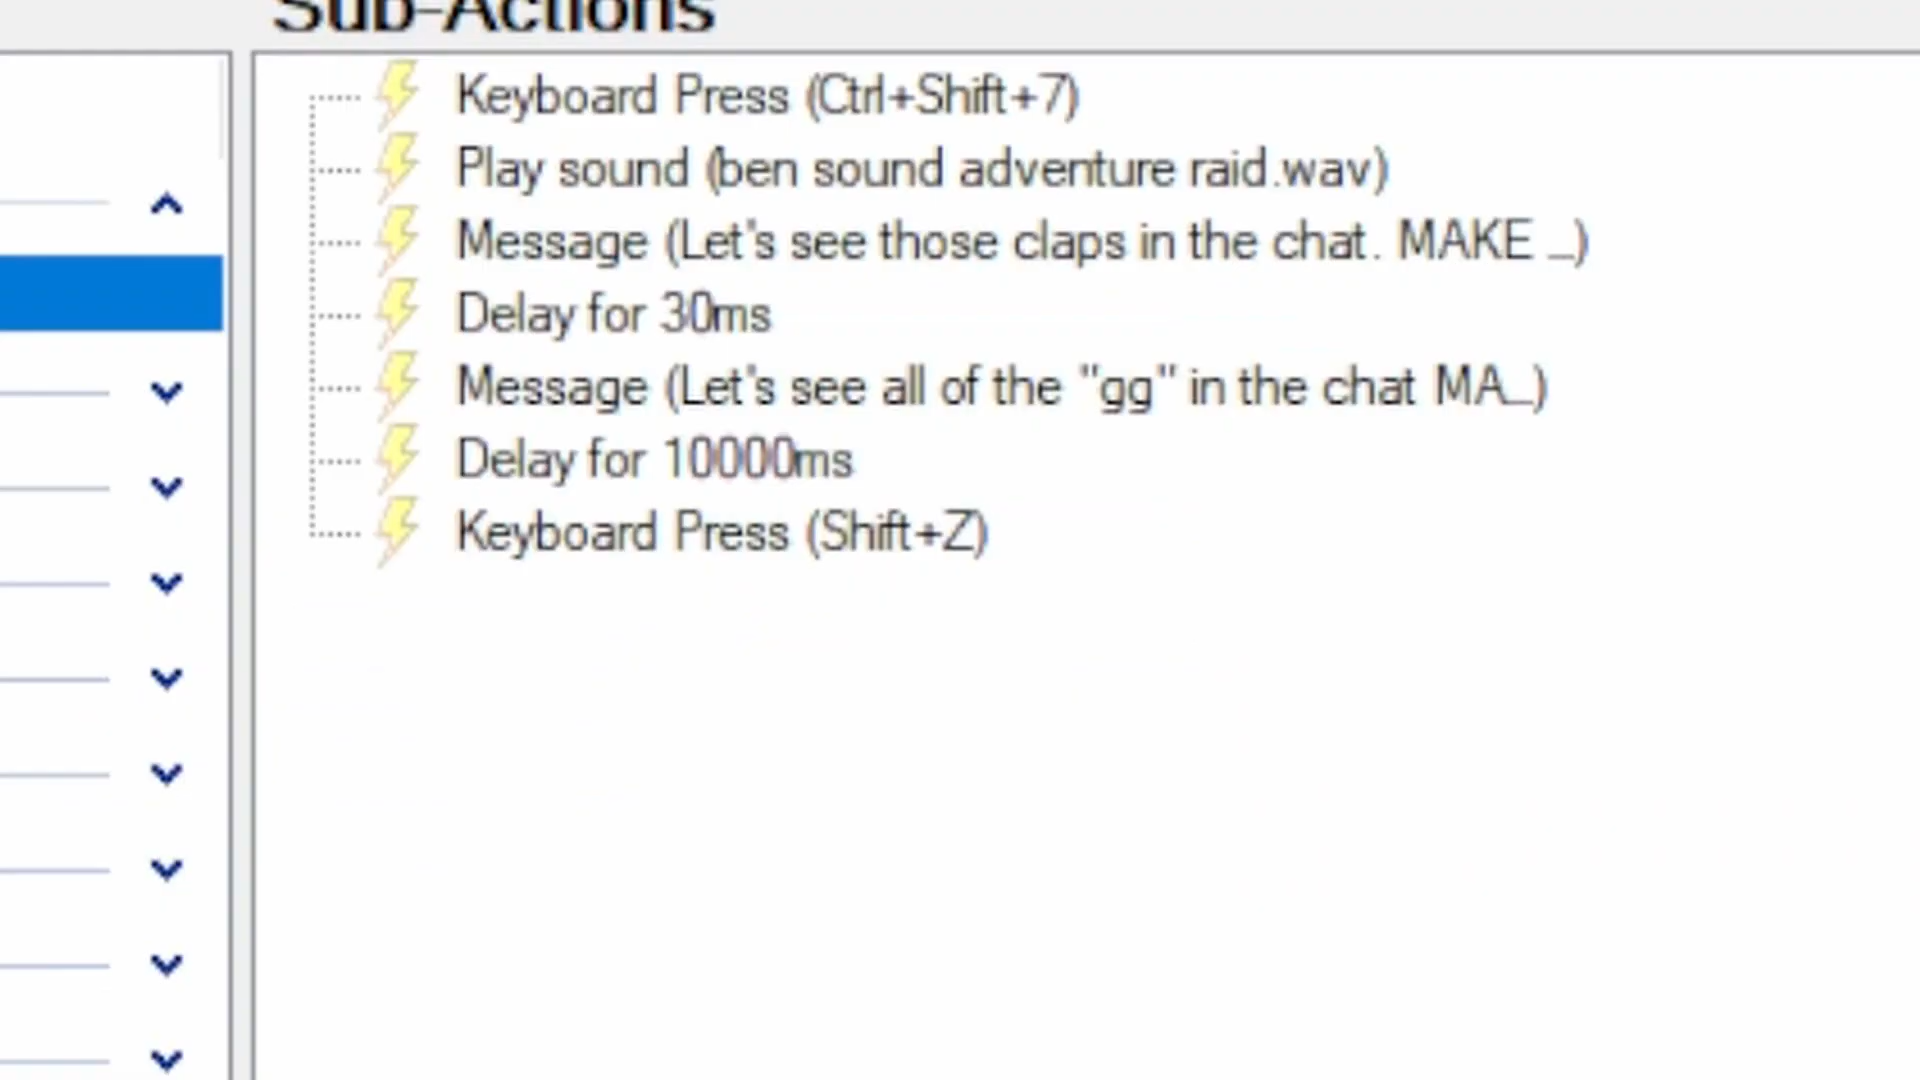 Sub-Actions
Keyboard Press (Ctrl+Shift+7)
Play sound (ben sound adventure raid.wav)
Message (Let's see those claps in the chat. MAKE ...)
Delay for 30ms
Message (Let's see all of the "gg" in the chat MA...)
Delay for 10000ms
Keyboard Press (Shift+Z)